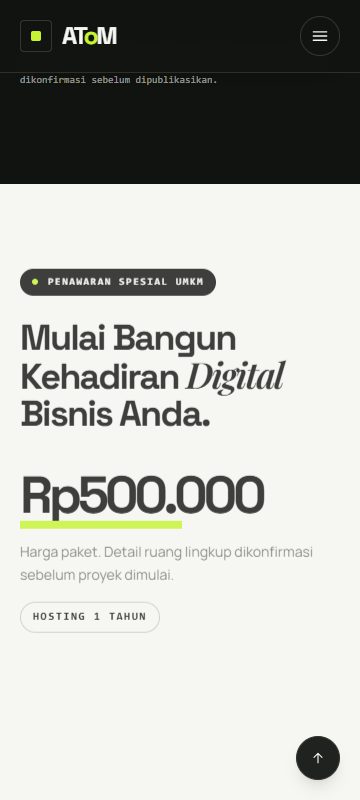 AToM
dikonfirmasi sebelum dipublikasikan.
PENAWARAN SPESIAL UMKM
Mulai Bangun
Kehadiran Digital
Bisnis Anda.
Rp500.000
Harga paket. Detail ruang lingkup dikonfirmasi
sebelum proyek dimulai.
HOSTING 1 TAHUN